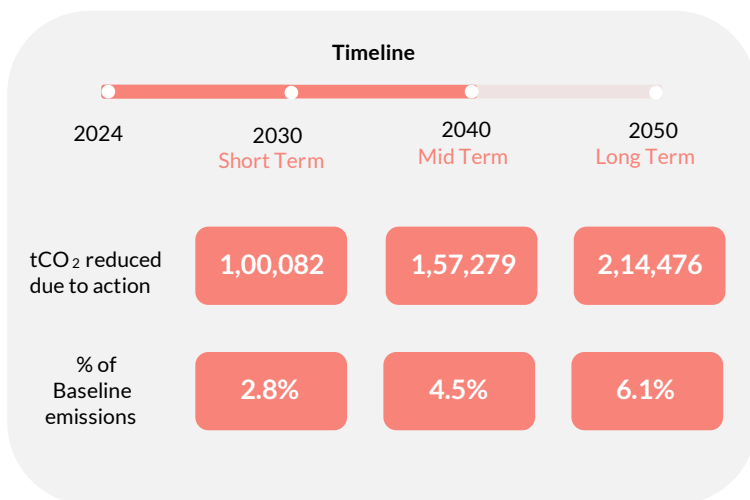 Timeline
2024
2030
Short Term
2040
Mid Term
2050
Long Term
tCO₂ reduced
due to action
1,00,082
1,57,279
2,14,476
% of
Baseline
emissions
2.8%
4.5%
6.1%